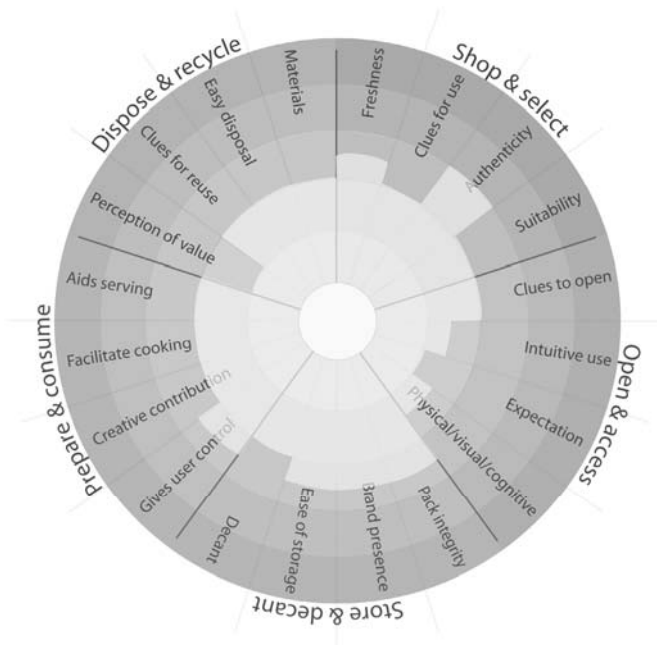 Shop & select
Freshness
Clues for use
Authenticity
Suitability
Open & access
Clues to open
Intuitive use
Expectation
Physical/visual/cognitive
Store & decant
Pack integrity
Brand presence
Ease of storage
Decant
Prepare & consume
Gives user control
Creative contribution
Facilitate cooking
Aids serving
Dispose & recycle
Perception of value
Clues for reuse
Easy disposal
Materials